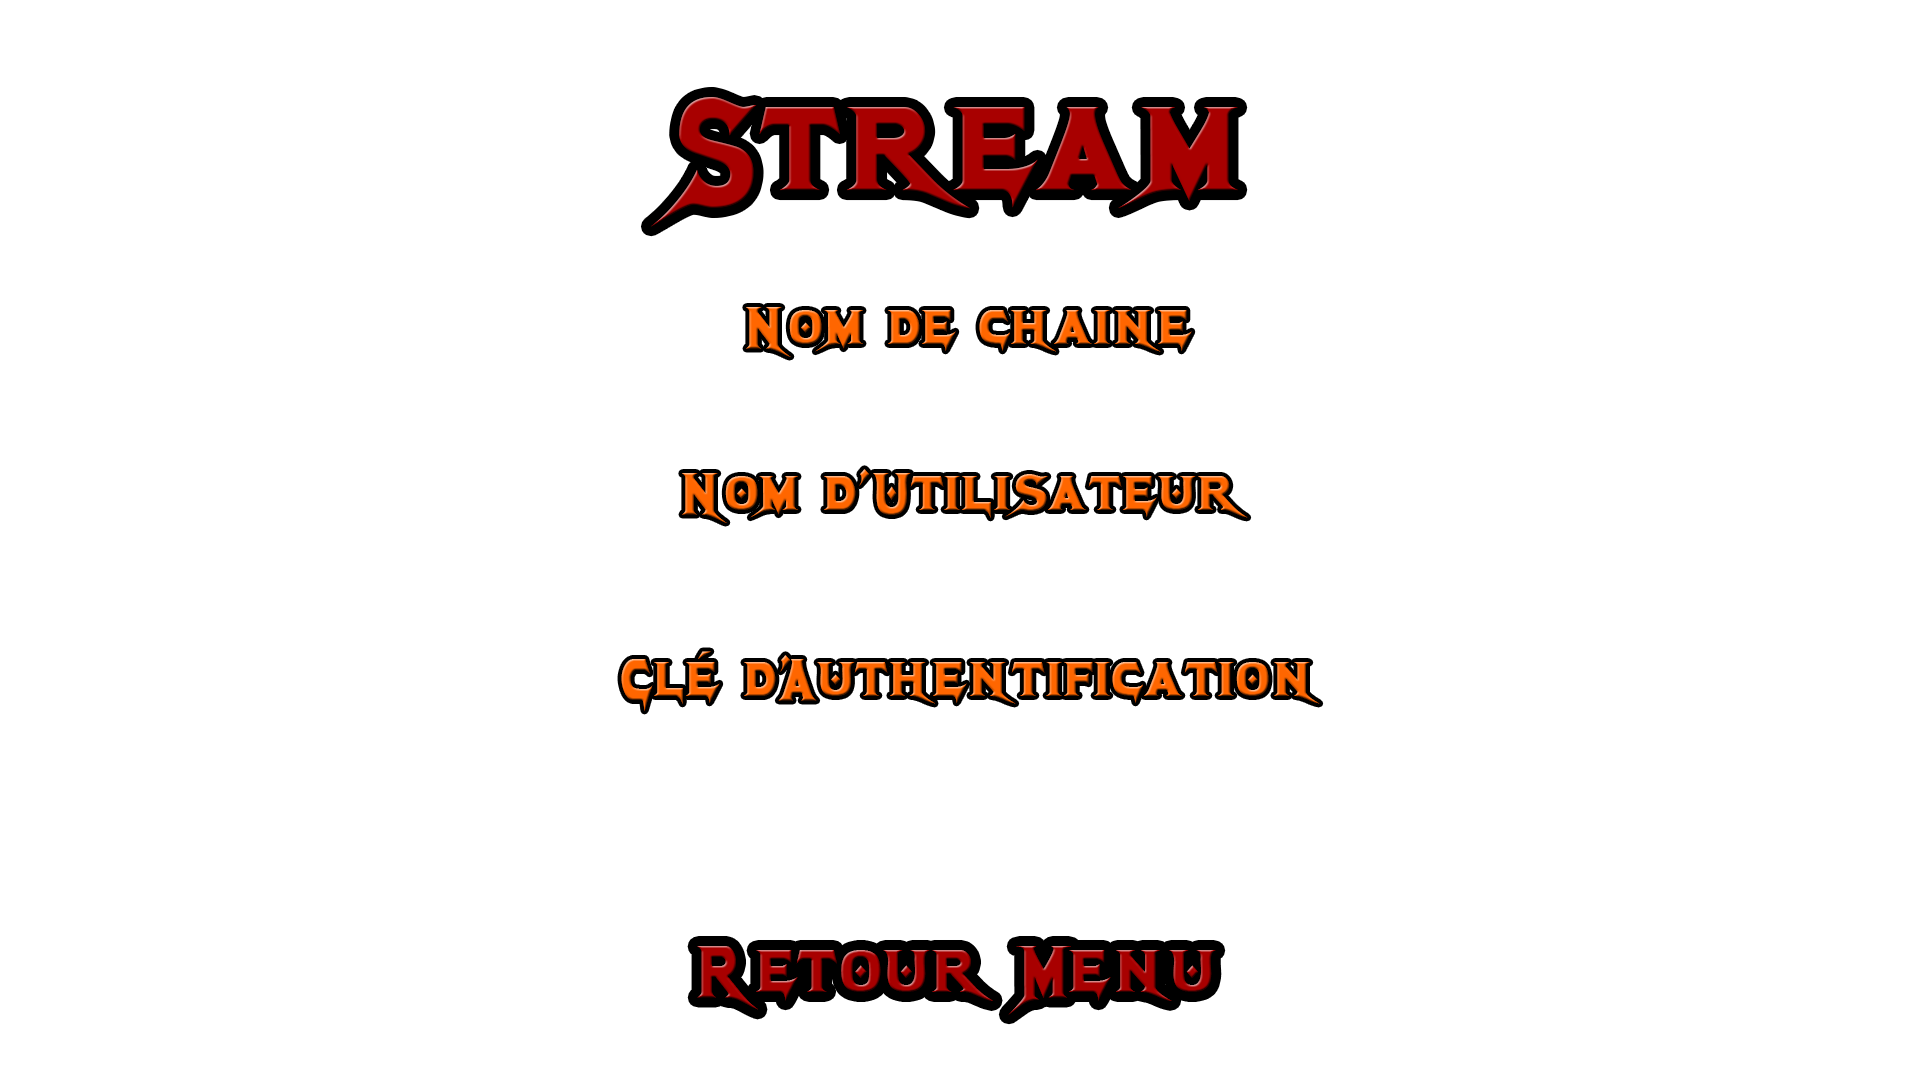 Stream
Nom de chaine
Nom d'Utilisateur
Clé d'authentification
Retour Menu